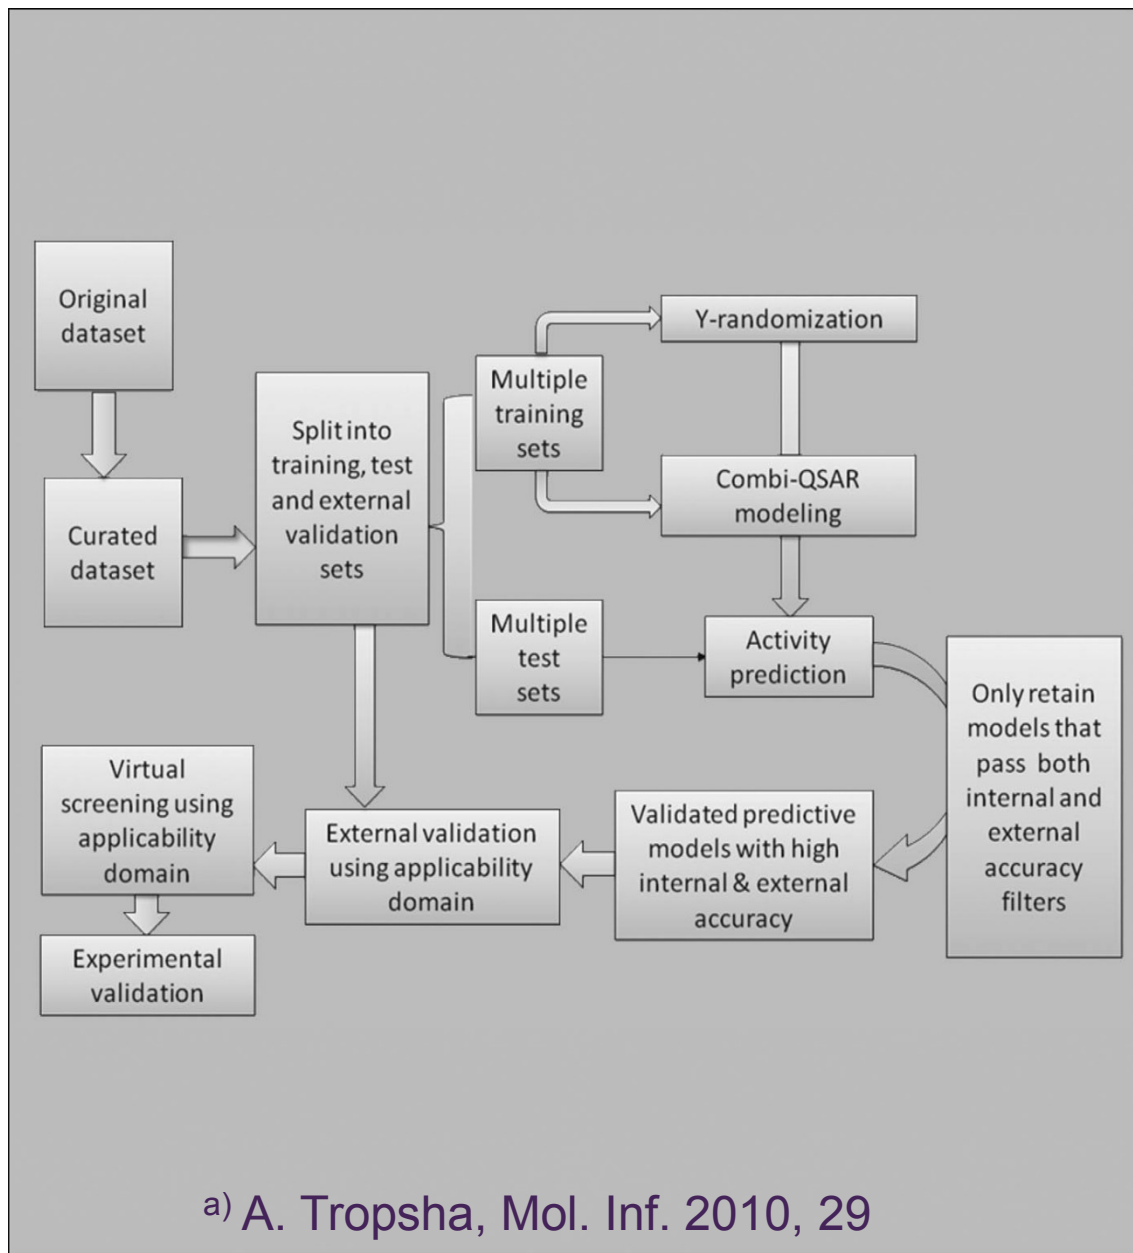 Original
dataset
Curated
dataset
Split into
training, test
and external
validation
sets
Multiple
training
sets
Multiple
test
sets
Y-randomization
Combi-QSAR
modeling
Activity
prediction
Only retain
models that
pass both
internal and
external
accuracy
filters
Validated predictive
models with high
internal & external
accuracy
External validation
using applicability
domain
Virtual
screening using
applicability
domain
Experimental
validation
a) A. Tropsha, Mol. Inf. 2010, 29